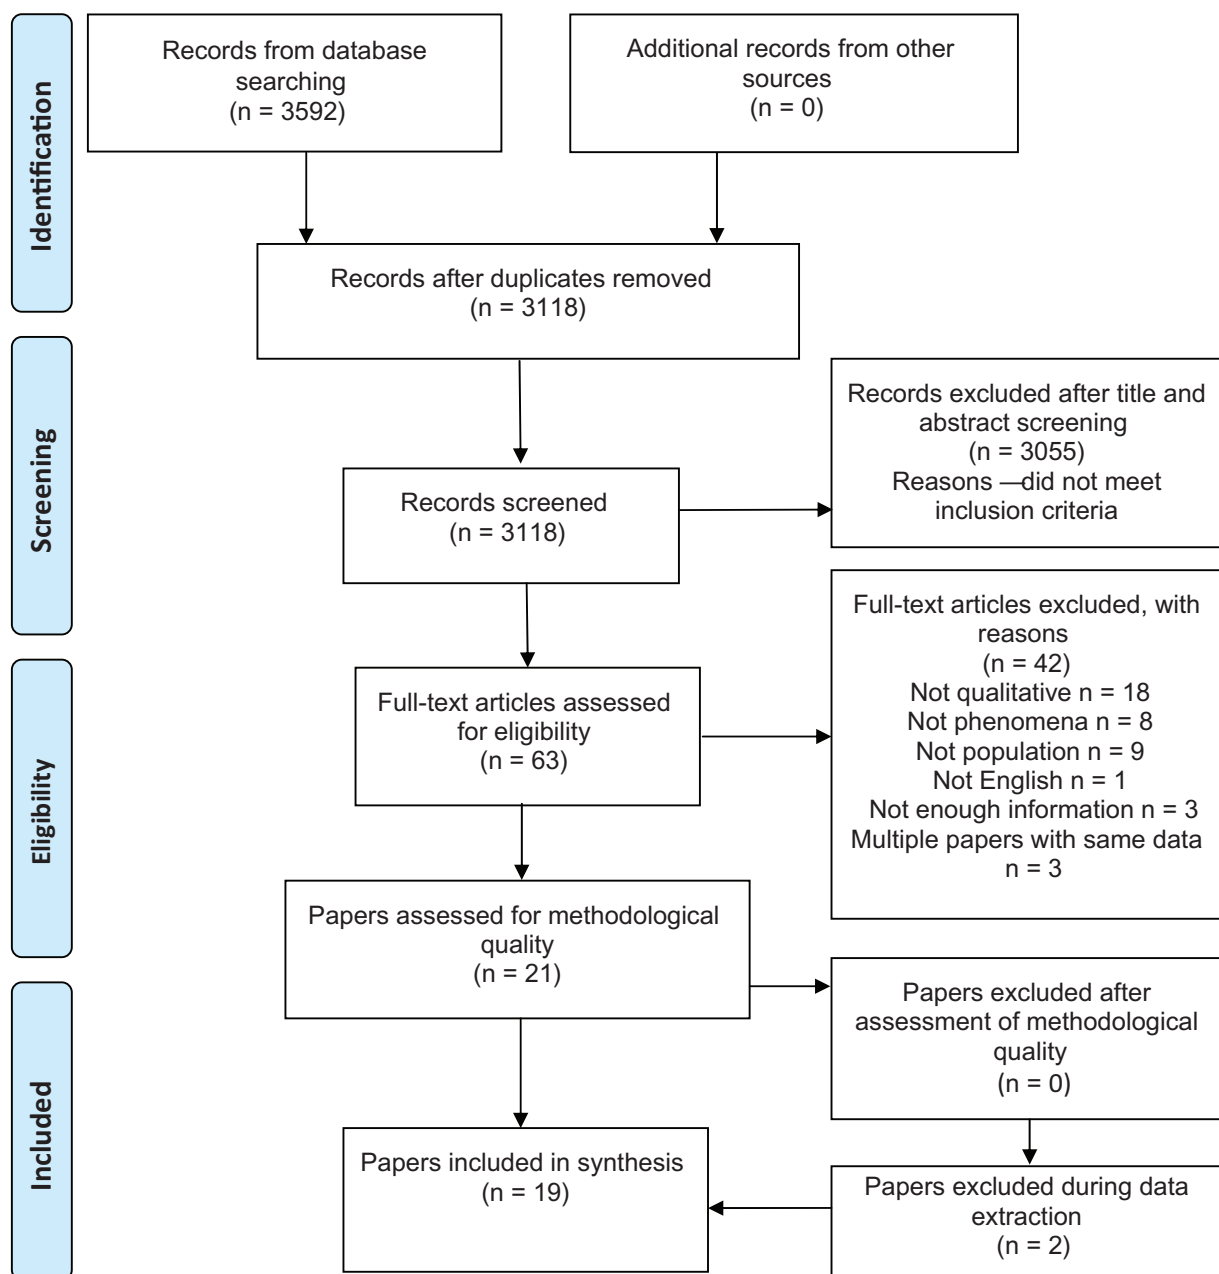 Identification
Records from database
searching
(n = 3592)
Additional records from other
sources
(n = 0)
Records after duplicates removed
(n = 3118)
Screening
Records screened
(n = 3118)
Records excluded after title and
abstract screening
(n = 3055)
Reasons —did not meet
inclusion criteria
Eligibility
Full-text articles assessed
for eligibility
(n = 63)
Full-text articles excluded, with
reasons
(n = 42)
Not qualitative n = 18
Not phenomena n = 8
Not population n = 9
Not English n = 1
Not enough information n = 3
Multiple papers with same data
n = 3
Papers assessed for methodological
quality
(n = 21)
Included
Papers excluded after
assessment of methodological
quality
(n = 0)
Papers included in synthesis
(n = 19)
Papers excluded during data
extraction
(n = 2)